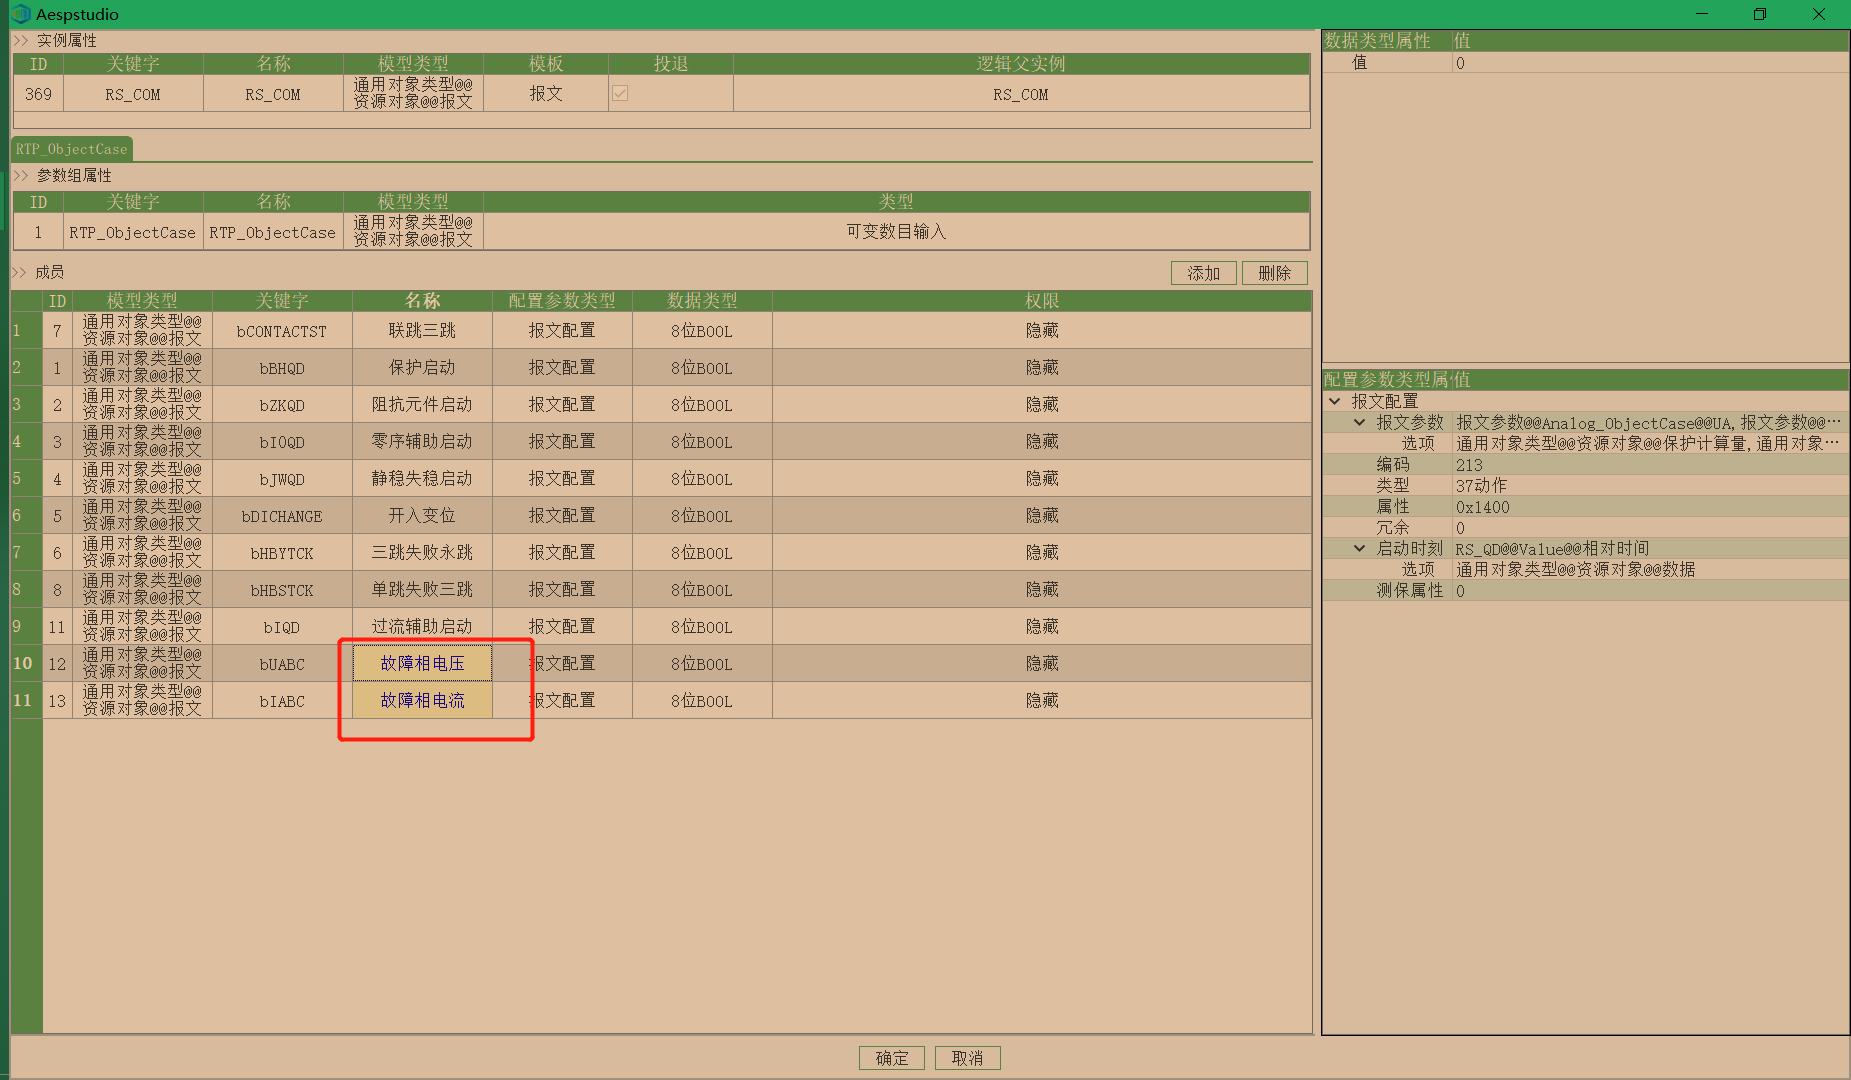 Aespstudio
>> 实例属性
ID 关键字 名称 模型类型 模板 投退 逻辑父实例
369 RS_COM RS_COM 通用对象类型@@资源对象@@报文 报文 RS_COM
RTP_ObjectCase
>> 参数组属性
ID 关键字 名称 模型类型 类型
1 RTP_ObjectCase RTP_ObjectCase 通用对象类型@@资源对象@@报文 可变数目输入
>> 成员 添加 删除
ID 模型类型 关键字 名称 配置参数类型 数据类型 权限
1 7 通用对象类型@@资源对象@@报文 bCONTACTST 联跳三跳 报文配置 8位BOOL 隐藏
2 1 通用对象类型@@资源对象@@报文 bBHQD 保护启动 报文配置 8位BOOL 隐藏
3 2 通用对象类型@@资源对象@@报文 bZKQD 阻抗元件启动 报文配置 8位BOOL 隐藏
4 3 通用对象类型@@资源对象@@报文 bI0QD 零序辅助启动 报文配置 8位BOOL 隐藏
5 4 通用对象类型@@资源对象@@报文 bJWQD 静稳失稳启动 报文配置 8位BOOL 隐藏
6 5 通用对象类型@@资源对象@@报文 bDICHANGE 开入变位 报文配置 8位BOOL 隐藏
7 6 通用对象类型@@资源对象@@报文 bHBYTCK 三跳失败永跳 报文配置 8位BOOL 隐藏
8 8 通用对象类型@@资源对象@@报文 bHBSTCK 单跳失败三跳 报文配置 8位BOOL 隐藏
9 11 通用对象类型@@资源对象@@报文 bIQD 过流辅助启动 报文配置 8位BOOL 隐藏
10 12 通用对象类型@@资源对象@@报文 bUABC 故障相电压 报文配置 8位BOOL 隐藏
11 13 通用对象类型@@资源对象@@报文 bIABC 故障相电流 报文配置 8位BOOL 隐藏
确定 取消
数据类型属性 值
值 0
配置参数类型属 值
报文配置
报文参数 报文参数@@Analog_ObjectCase@@UA,报文参数@@…
选项 通用对象类型@@资源对象@@保护计算量,通用对象…
编码 213
类型 37动作
属性 0x1400
冗余 0
启动时刻 RS_QD@@Value@@相对时间
选项 通用对象类型@@资源对象@@数据
测保属性 0